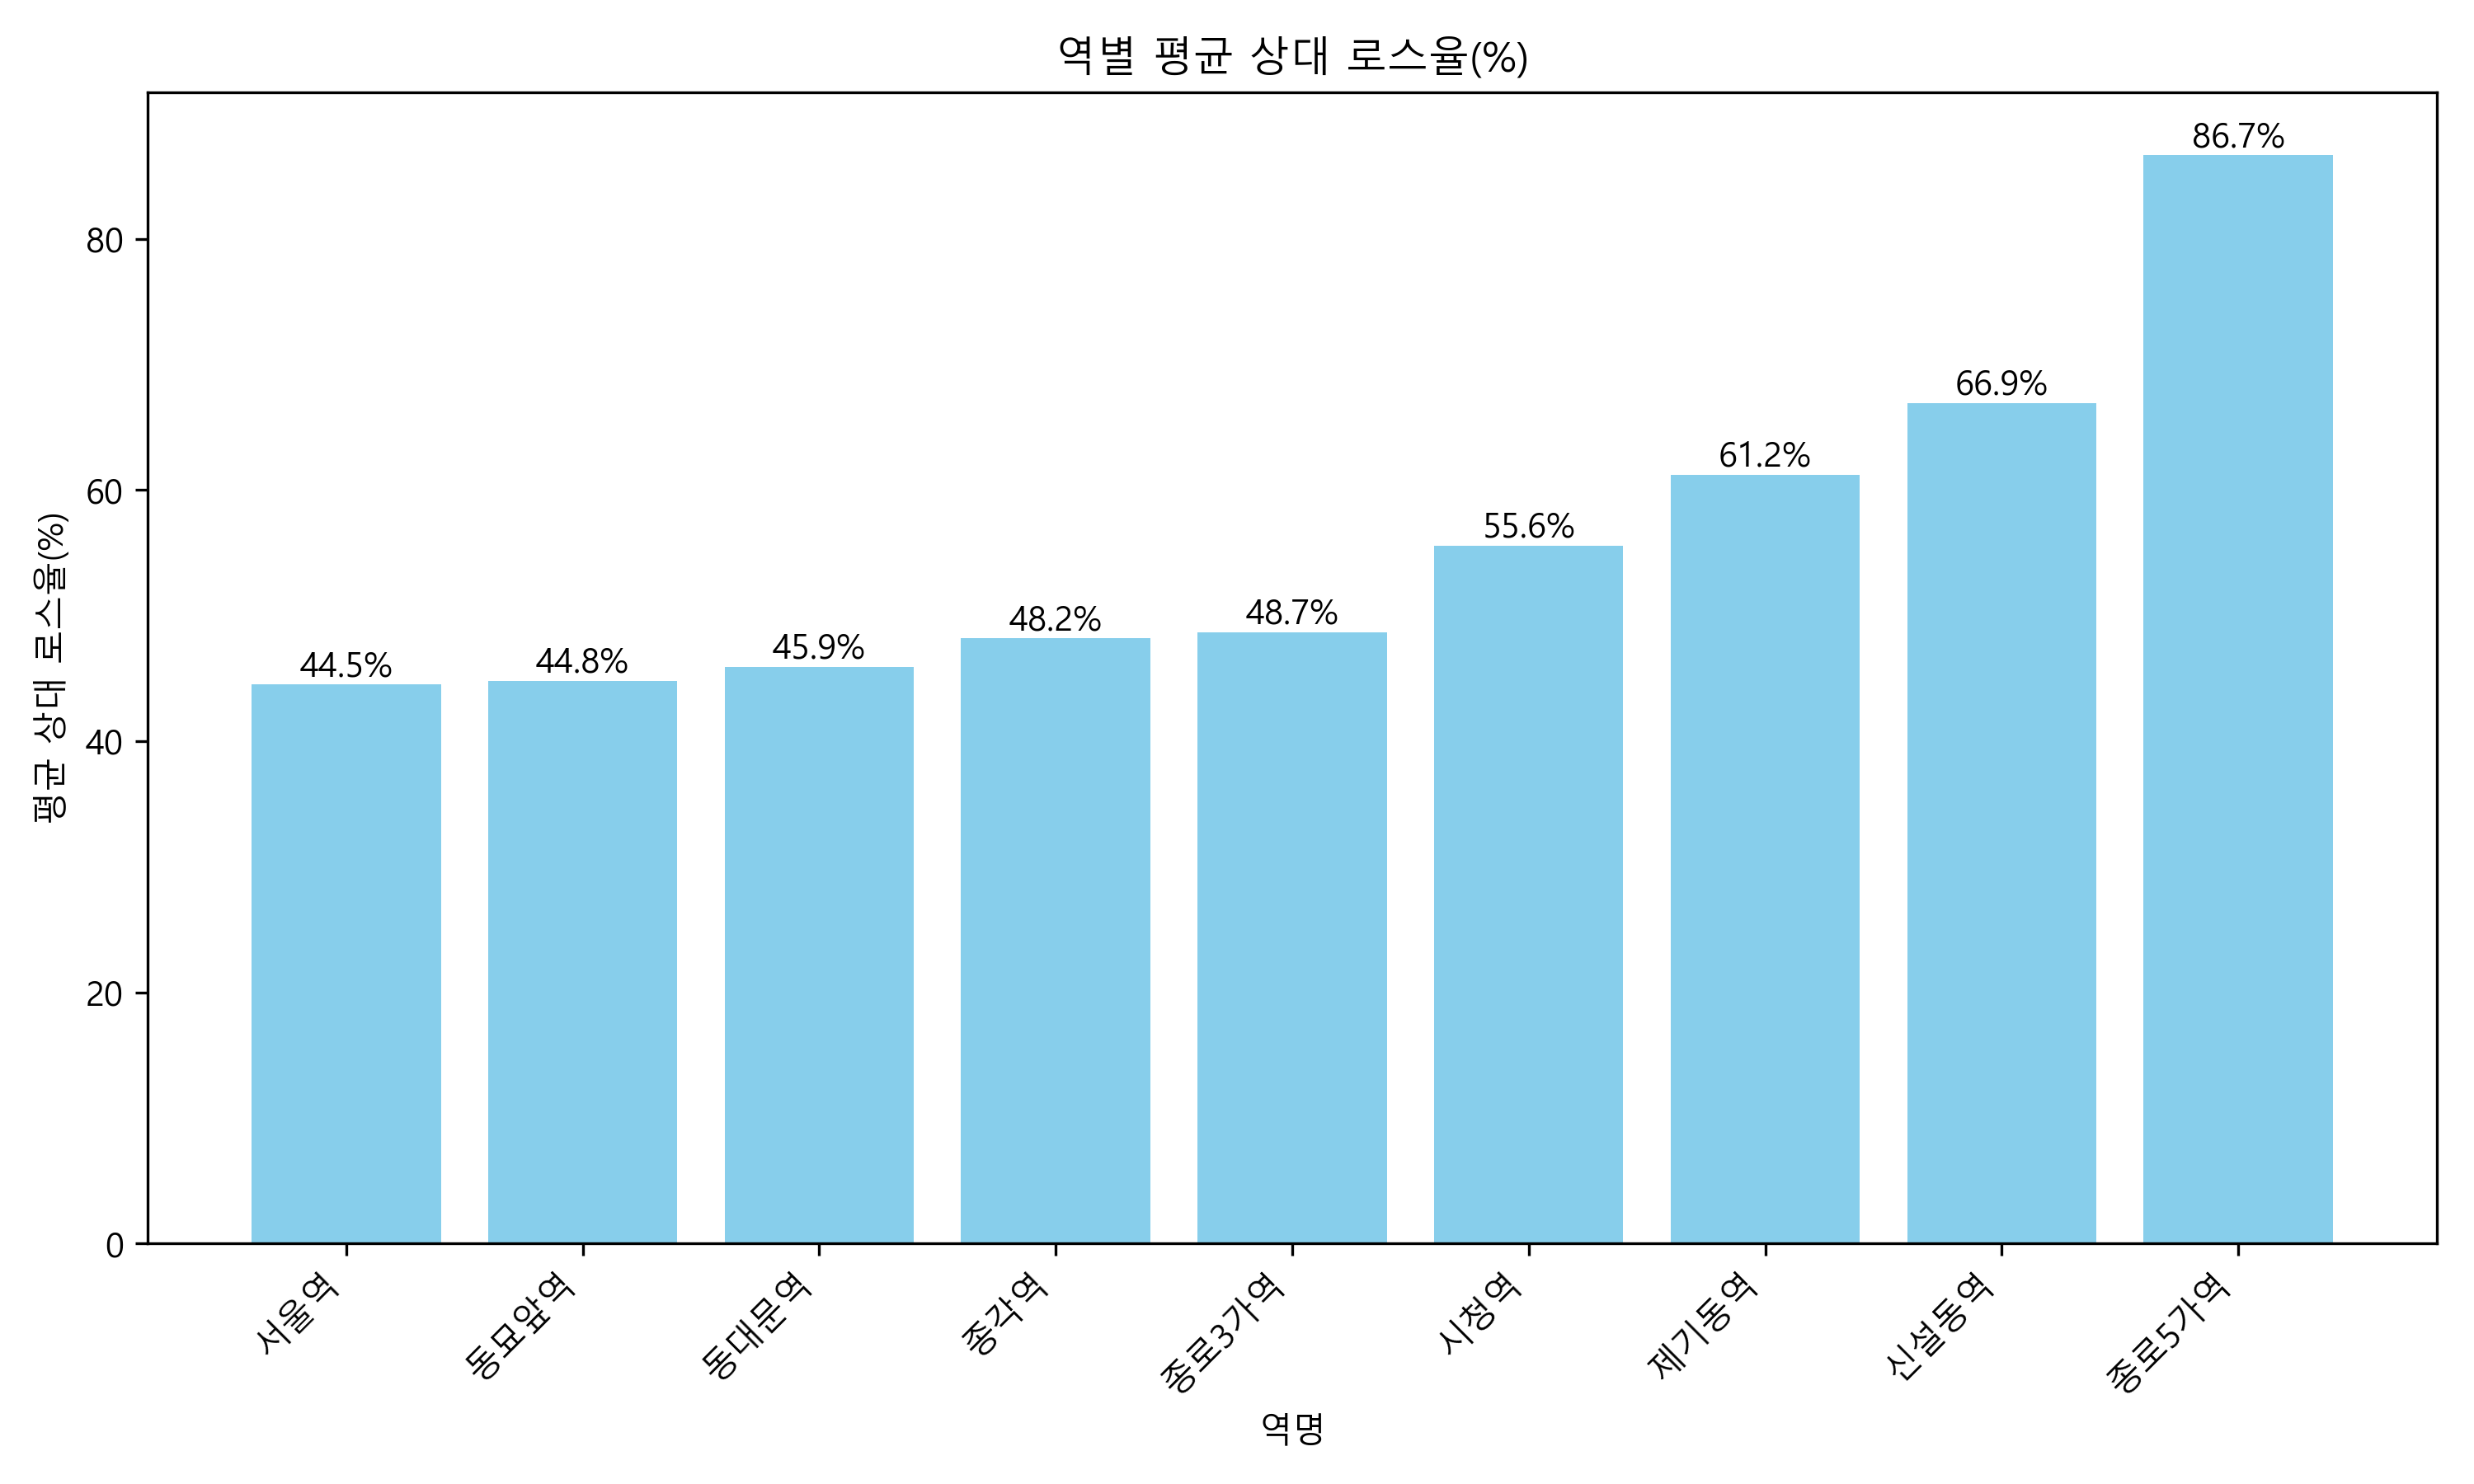 역별 평균 상대 로스율(%)
평균 상대 로스율(%)
80
60
40
20
0
44.5%
44.8%
45.9%
48.2%
48.7%
55.6%
61.2%
66.9%
86.7%
서울역
동묘앞역
동대문역
종각역
종로3가역
시청역
제기동역
신설동역
종로5가역
역명